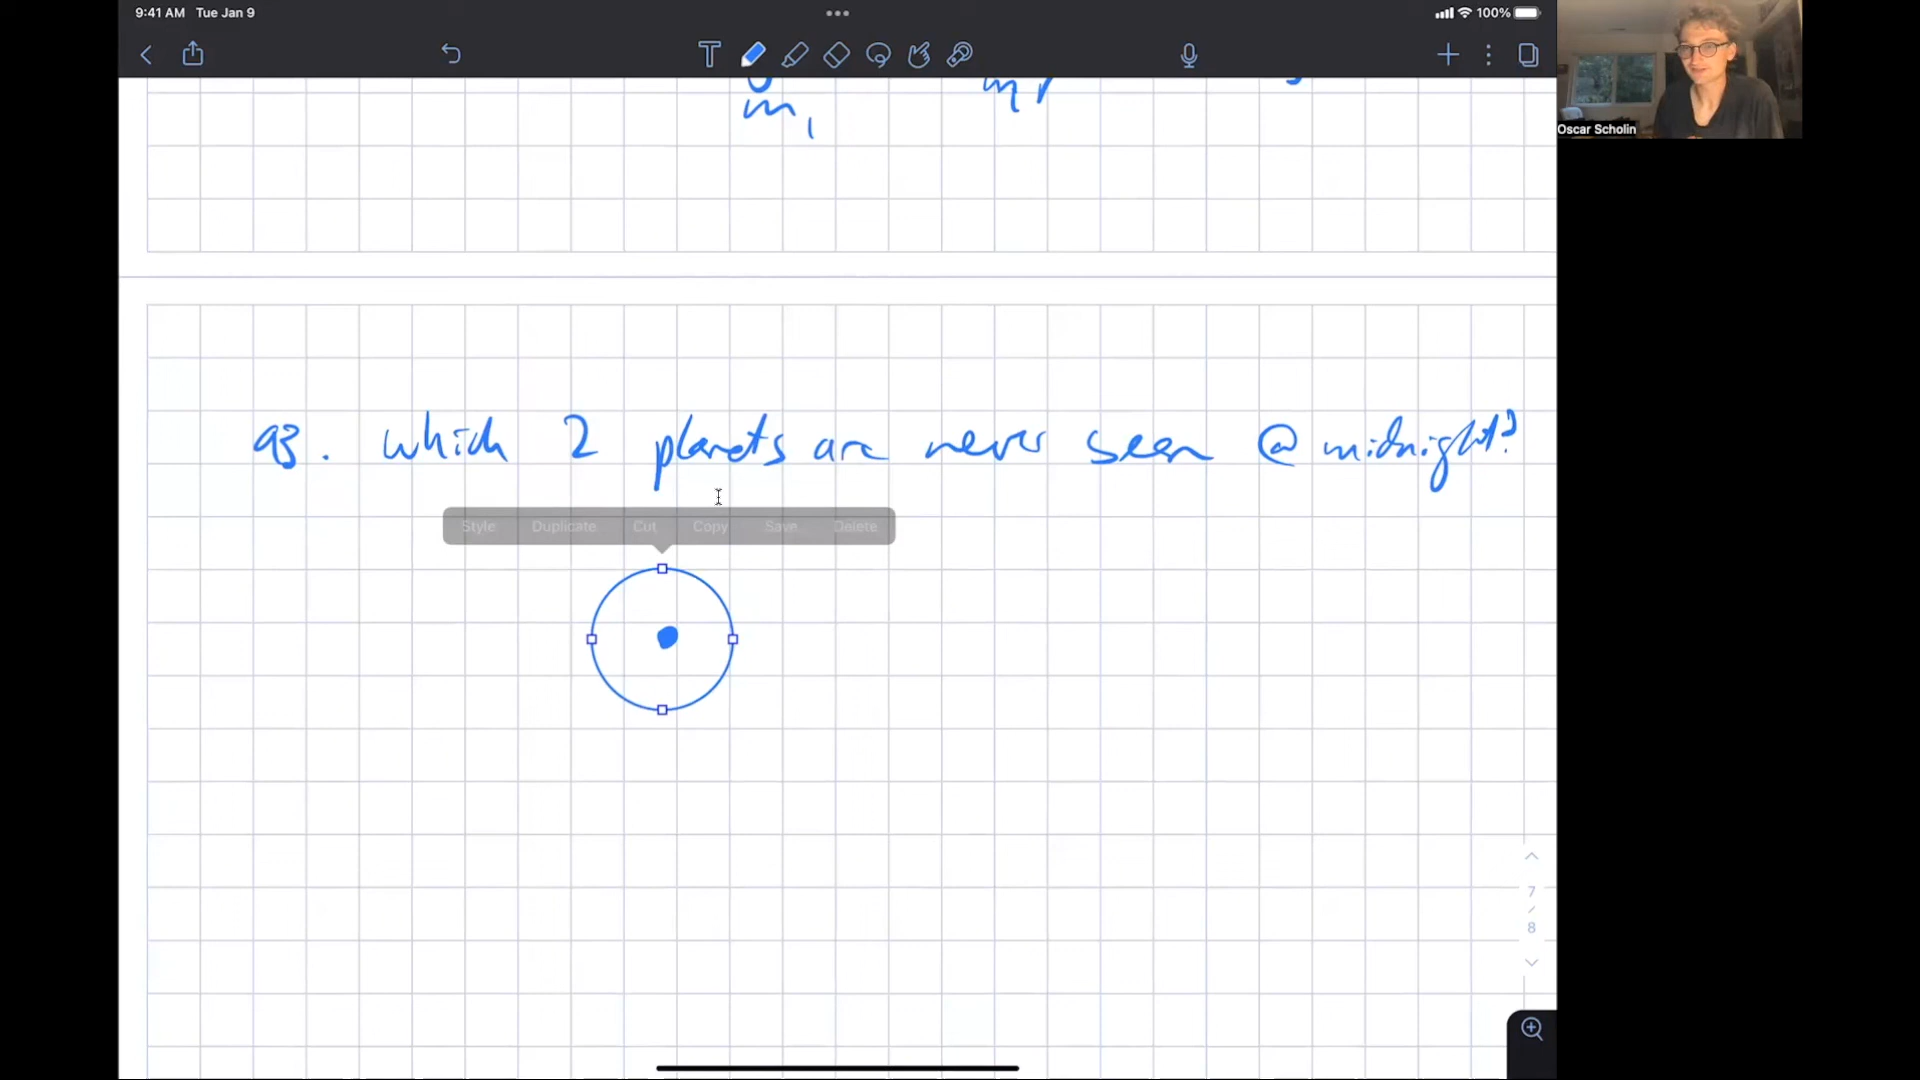 9:41 AM Tue Jan 9
100%
Oscar Scholin
m1
Q3. Which 2 planets are never seen @ midnight?
Style Duplicate Cut Copy Save Delete
7
/
8